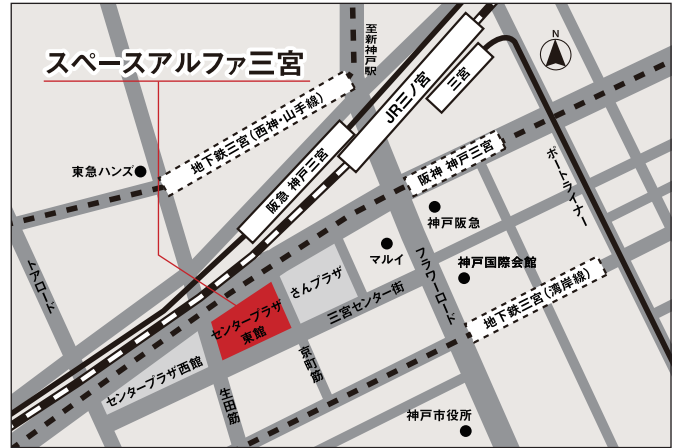 スペースアルファ三宮
至新神戸駅
N
JR三ノ宮
三宮
地下鉄三宮(西神・山手線)
阪急 神戸三宮
阪神 神戸三宮
ポートライナー
東急ハンズ
神戸阪急
マルイ
フラワーロード
神戸国際会館
トアロード
さんプラザ
三宮センター街
地下鉄三宮(湾岸線)
センタープラザ
東館
センタープラザ西館
京町筋
生田筋
神戸市役所